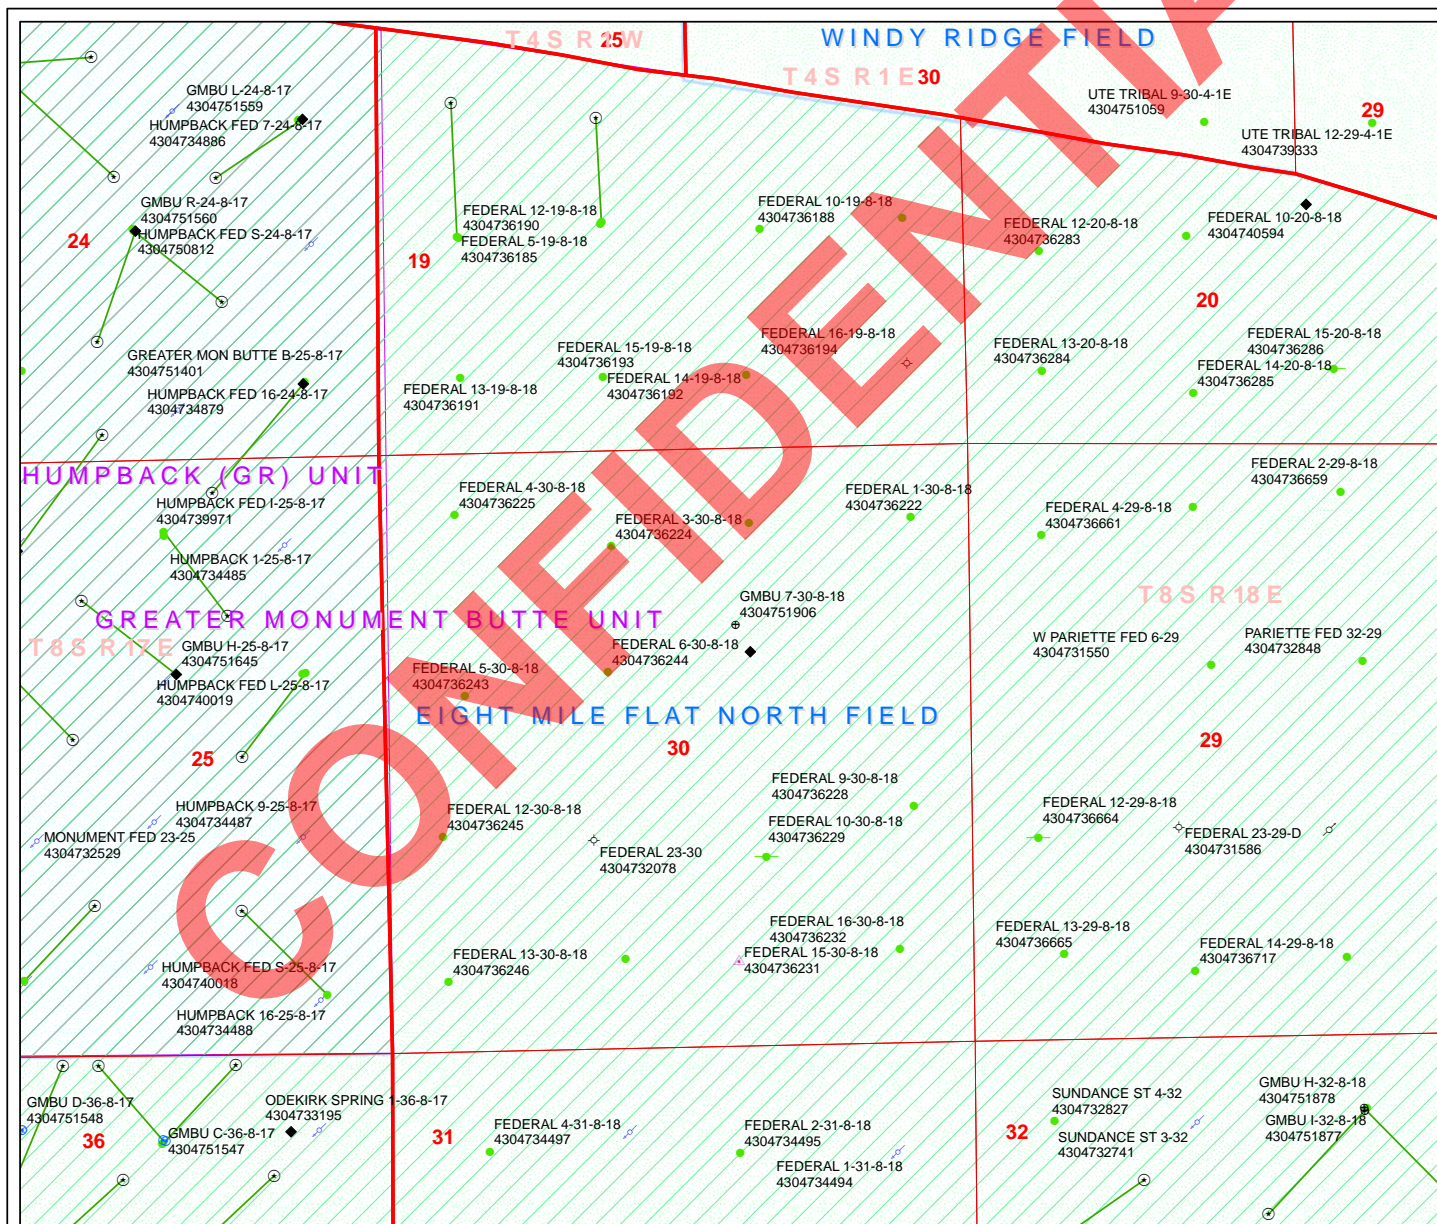 T4S R1W
25
WINDY RIDGE FIELD
T4S R1E
30
29
UTE TRIBAL 9-30-4-1E
4304751059
UTE TRIBAL 12-29-4-1E
4304739333
GMBU L-24-8-17
4304751559
HUMPBACK FED 7-24-8-17
4304734886
GMBU R-24-8-17
4304751560
HUMPBACK FED S-24-8-17
4304750812
24
FEDERAL 12-19-8-18
4304736190
FEDERAL 5-19-8-18
4304736185
19
FEDERAL 10-19-8-18
4304736188
FEDERAL 12-20-8-18
4304736283
FEDERAL 10-20-8-18
4304740594
20
GREATER MON BUTTE B-25-8-17
4304751401
HUMPBACK FED 16-24-8-17
4304734879
FEDERAL 13-19-8-18
4304736191
FEDERAL 15-19-8-18
4304736193
FEDERAL 14-19-8-18
4304736192
FEDERAL 16-19-8-18
4304736194
FEDERAL 13-20-8-18
4304736284
FEDERAL 15-20-8-18
4304736286
FEDERAL 14-20-8-18
4304736285
HUMPBACK (GR) UNIT
HUMPBACK FED I-25-8-17
4304739971
HUMPBACK 1-25-8-17
4304734485
FEDERAL 4-30-8-18
4304736225
FEDERAL 3-30-8-18
4304736224
FEDERAL 1-30-8-18
4304736222
FEDERAL 2-29-8-18
4304736659
FEDERAL 4-29-8-18
4304736661
GMBU 7-30-8-18
4304751906
T8S R18E
GREATER MONUMENT BUTTE UNIT
T8S R17E
GMBU H-25-8-17
4304751645
HUMPBACK FED L-25-8-17
4304740019
FEDERAL 5-30-8-18
4304736243
FEDERAL 6-30-8-18
4304736244
W PARIETTE FED 6-29
4304731550
PARIETTE FED 32-29
4304732848
EIGHT MILE FLAT NORTH FIELD
25
30
29
HUMPBACK 9-25-8-17
4304734487
MONUMENT FED 23-25
4304732529
FEDERAL 12-30-8-18
4304736245
FEDERAL 23-30
4304732078
FEDERAL 9-30-8-18
4304736228
FEDERAL 10-30-8-18
4304736229
FEDERAL 12-29-8-18
4304736664
FEDERAL 23-29-D
4304731586
HUMPBACK FED S-25-8-17
4304740018
HUMPBACK 16-25-8-17
4304734488
FEDERAL 13-30-8-18
4304736246
FEDERAL 16-30-8-18
4304736232
FEDERAL 15-30-8-18
4304736231
FEDERAL 13-29-8-18
4304736665
FEDERAL 14-29-8-18
4304736717
GMBU D-36-8-17
4304751548
36
GMBU C-36-8-17
4304751547
ODEKIRK SPRING 1-36-8-17
4304733195
31
FEDERAL 4-31-8-18
4304734497
FEDERAL 2-31-8-18
4304734495
FEDERAL 1-31-8-18
4304734494
32
SUNDANCE ST 4-32
4304732827
SUNDANCE ST 3-32
4304732741
GMBU H-32-8-18
4304751878
GMBU I-32-8-18
4304751877
CONFIDENTIA